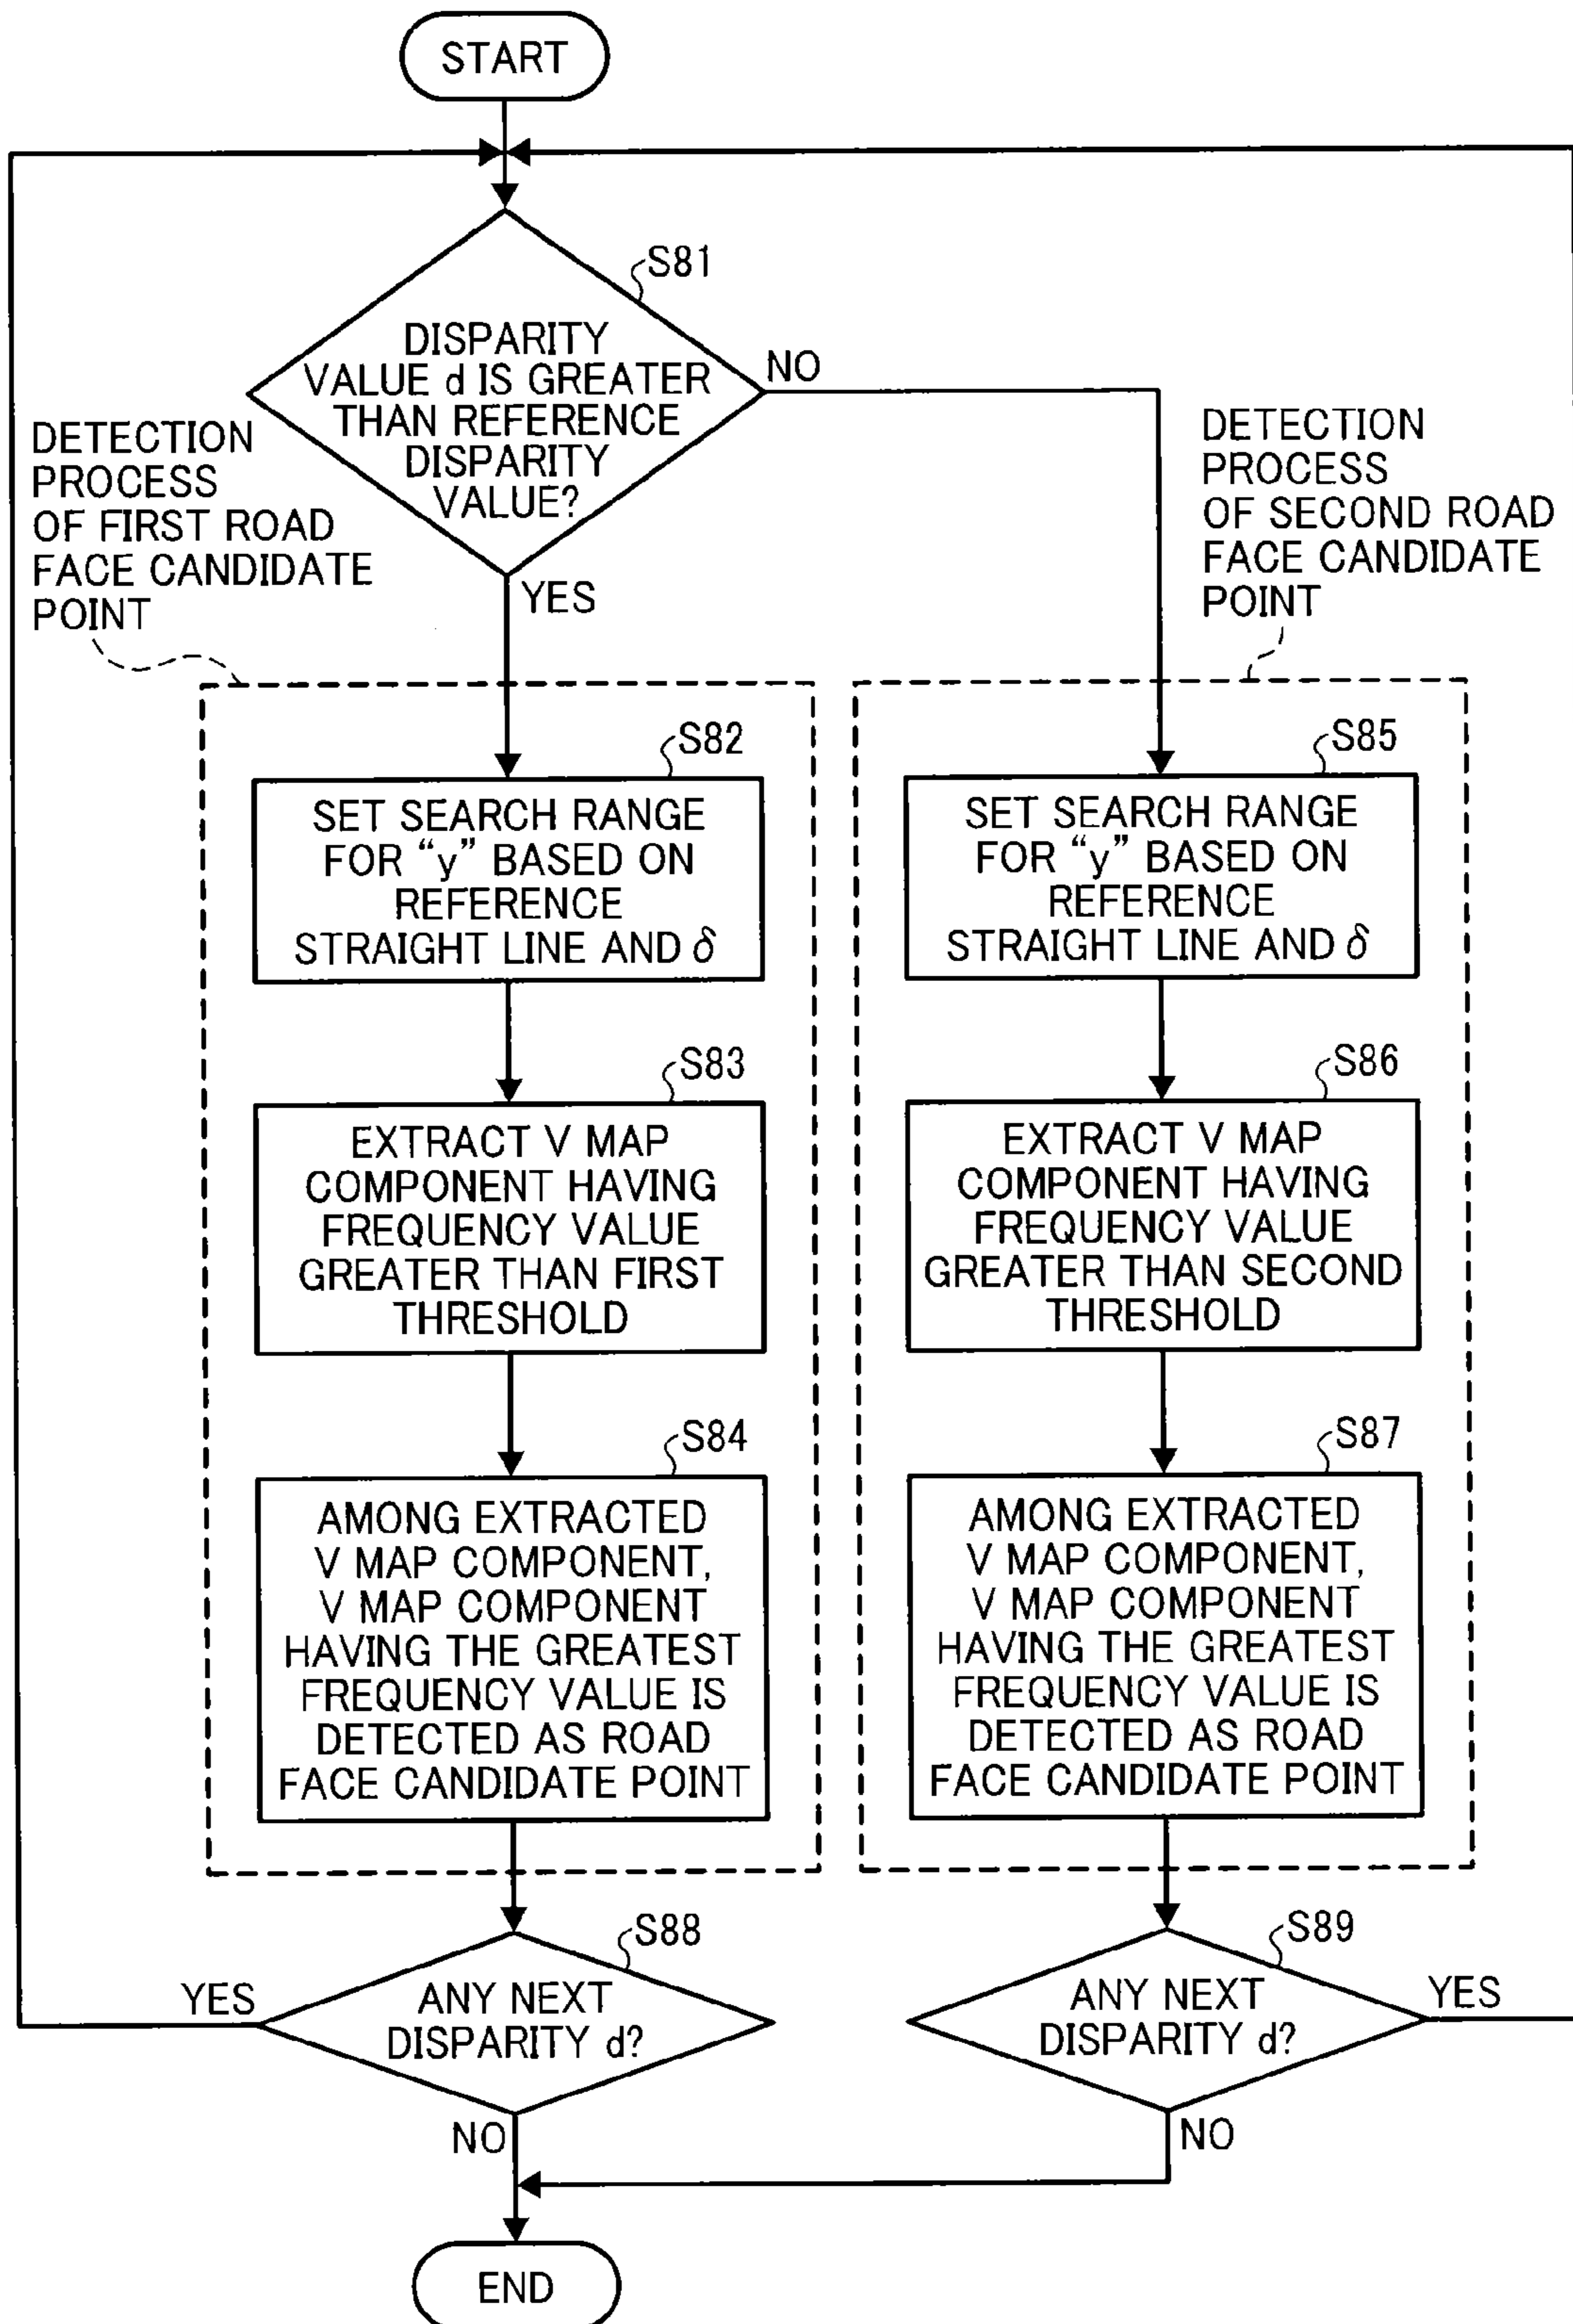 START
S81
DISPARITY
VALUE d IS GREATER
THAN REFERENCE
DISPARITY
VALUE?
NO
YES
DETECTION
PROCESS
OF FIRST ROAD
FACE CANDIDATE
POINT
DETECTION
PROCESS
OF SECOND ROAD
FACE CANDIDATE
POINT
S82
SET SEARCH RANGE
FOR “y” BASED ON
REFERENCE
STRAIGHT LINE AND δ
S83
EXTRACT V MAP
COMPONENT HAVING
FREQUENCY VALUE
GREATER THAN FIRST
THRESHOLD
S84
AMONG EXTRACTED
V MAP COMPONENT,
V MAP COMPONENT
HAVING THE GREATEST
FREQUENCY VALUE IS
DETECTED AS ROAD
FACE CANDIDATE POINT
S85
SET SEARCH RANGE
FOR “y” BASED ON
REFERENCE
STRAIGHT LINE AND δ
S86
EXTRACT V MAP
COMPONENT HAVING
FREQUENCY VALUE
GREATER THAN SECOND
THRESHOLD
S87
AMONG EXTRACTED
V MAP COMPONENT,
V MAP COMPONENT
HAVING THE GREATEST
FREQUENCY VALUE IS
DETECTED AS ROAD
FACE CANDIDATE POINT
S88
YES
ANY NEXT
DISPARITY d?
NO
S89
ANY NEXT
DISPARITY d?
YES
NO
END